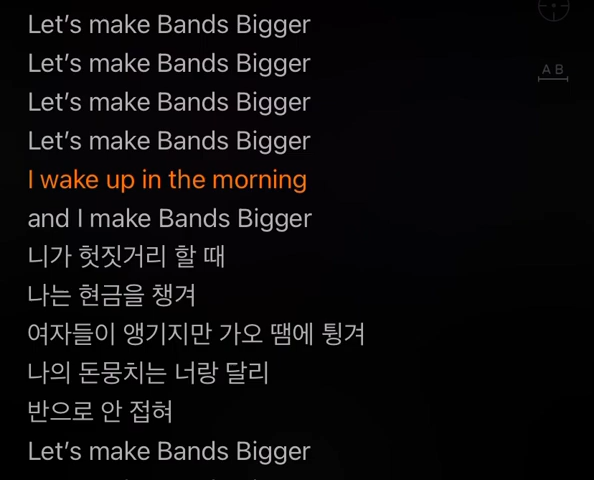 Let's make Bands Bigger
Let's make Bands Bigger
Let's make Bands Bigger
Let's make Bands Bigger
I wake up in the morning
and I make Bands Bigger
니가 헛짓거리 할 때
나는 현금을 챙겨
여자들이 앵기지만 가오 땜에 튕겨
나의 돈뭉치는 너랑 달리
반으로 안 접혀
Let's make Bands Bigger
A B